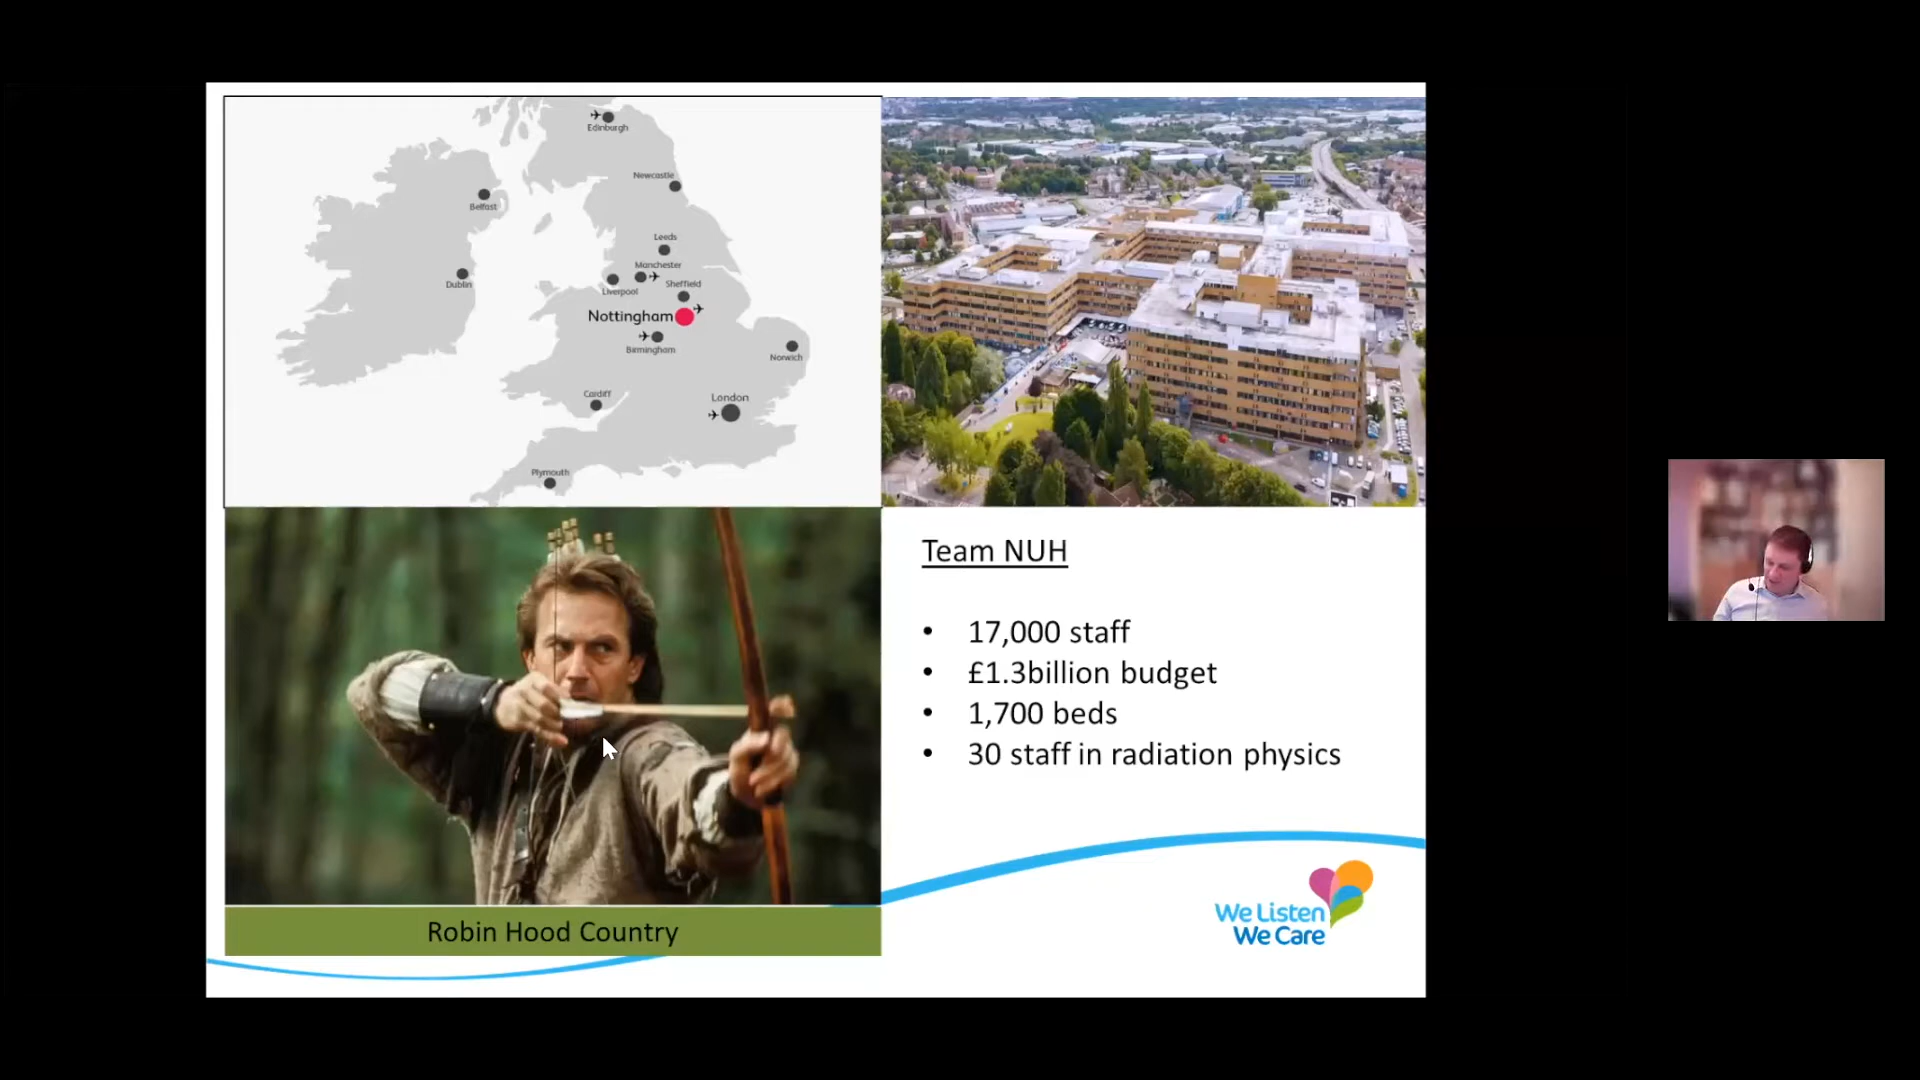 Edinburgh
Newcastle
Belfast
Leeds
Manchester
Dublin
Liverpool
Sheffield
Nottingham
Birmingham
Norwich
Cardiff
London
Plymouth
Robin Hood Country
Team NUH
• 17,000 staff
• £1.3billion budget
• 1,700 beds
• 30 staff in radiation physics
We Listen
We Care